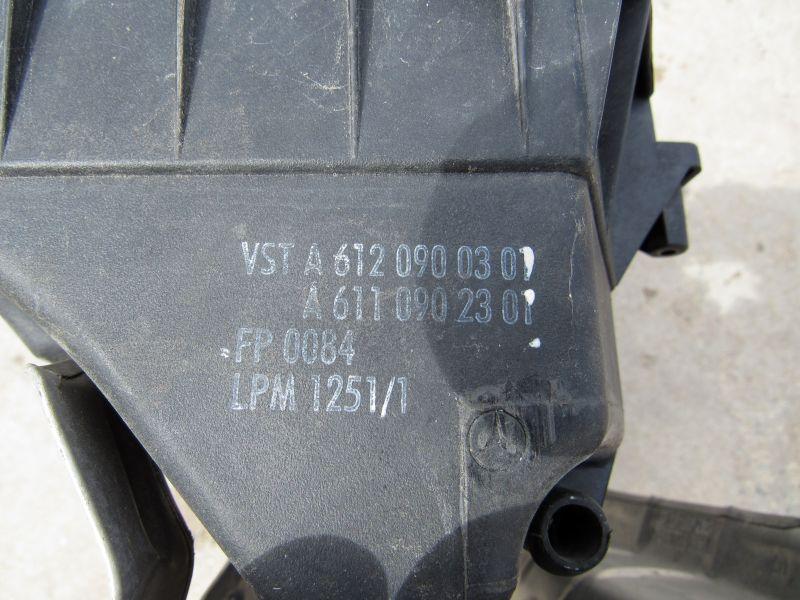 VST A 612 090 03 01
A 611 090 23 01
FP 0084
LPM 1251/1